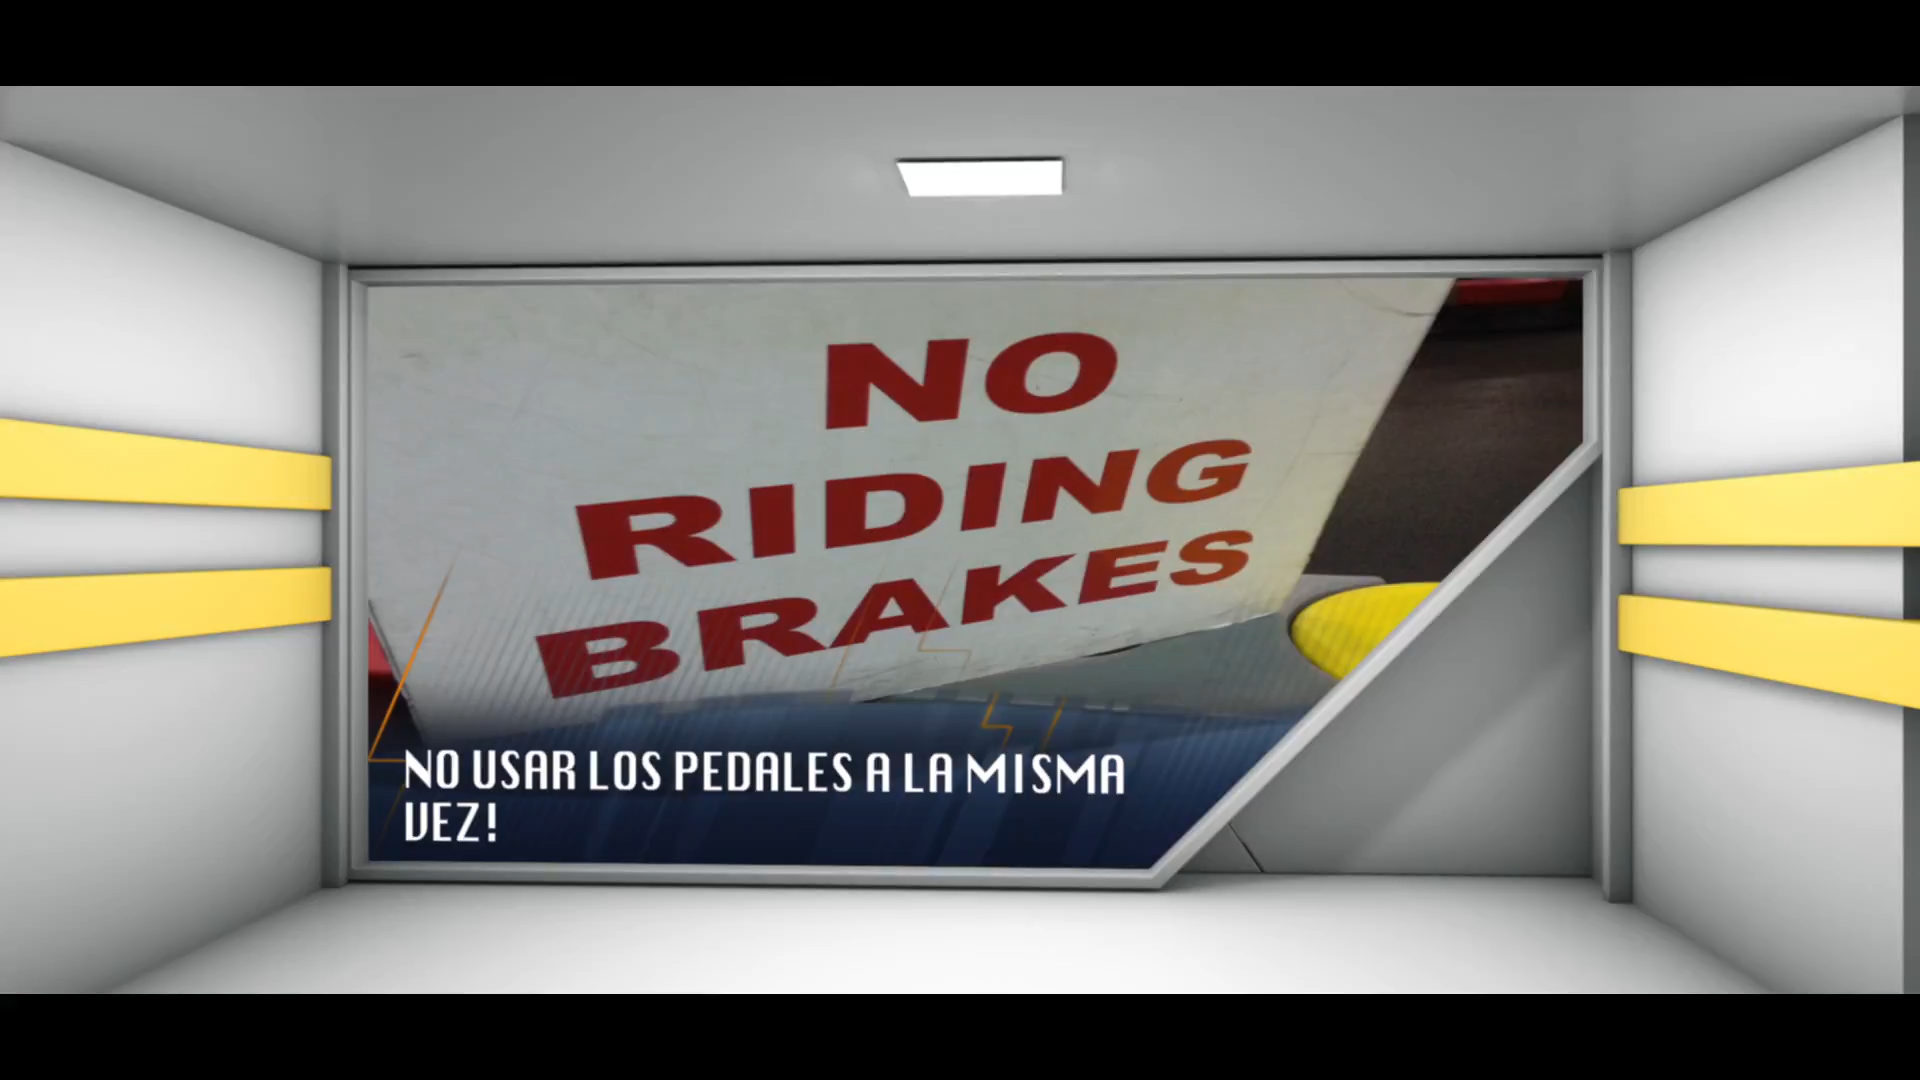 NO
RIDING
BRAKES
NO USAR LOS PEDALES A LA MISMA
VEZ!